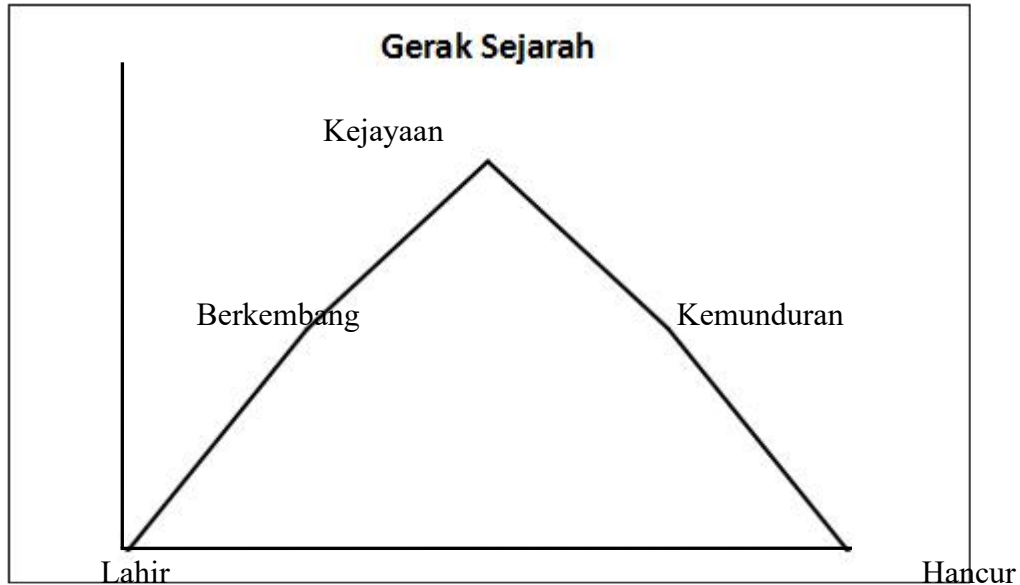 Gerak Sejarah
Kejayaan
Berkembang
Kemunduran
Lahir
Hancur